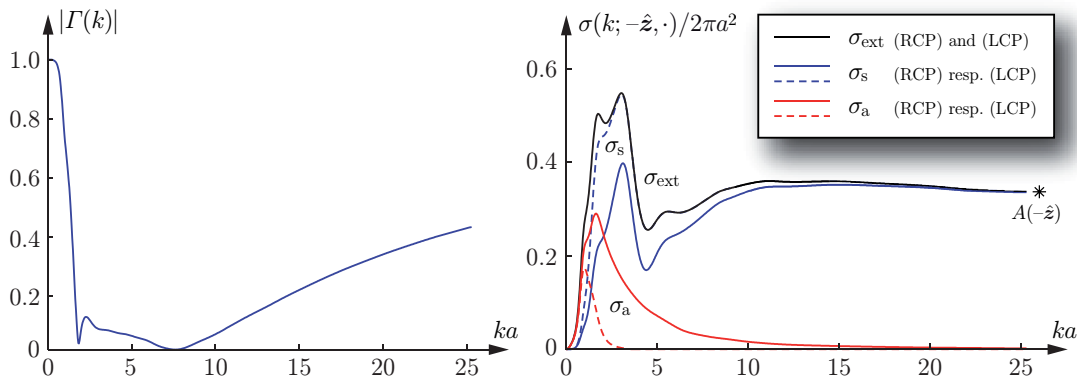 |Γ(k)|
1.0
0.8
0.6
0.4
0.2
0
0 5 10 15 20 25
ka
σ(k; –ẑ, ·)/2πa²
0.6
0.4
0.2
0
0 5 10 15 20 25
ka
σext (RCP) and (LCP)
σs (RCP) resp. (LCP)
σa (RCP) resp. (LCP)
σs
σext
σa
A(–ẑ)